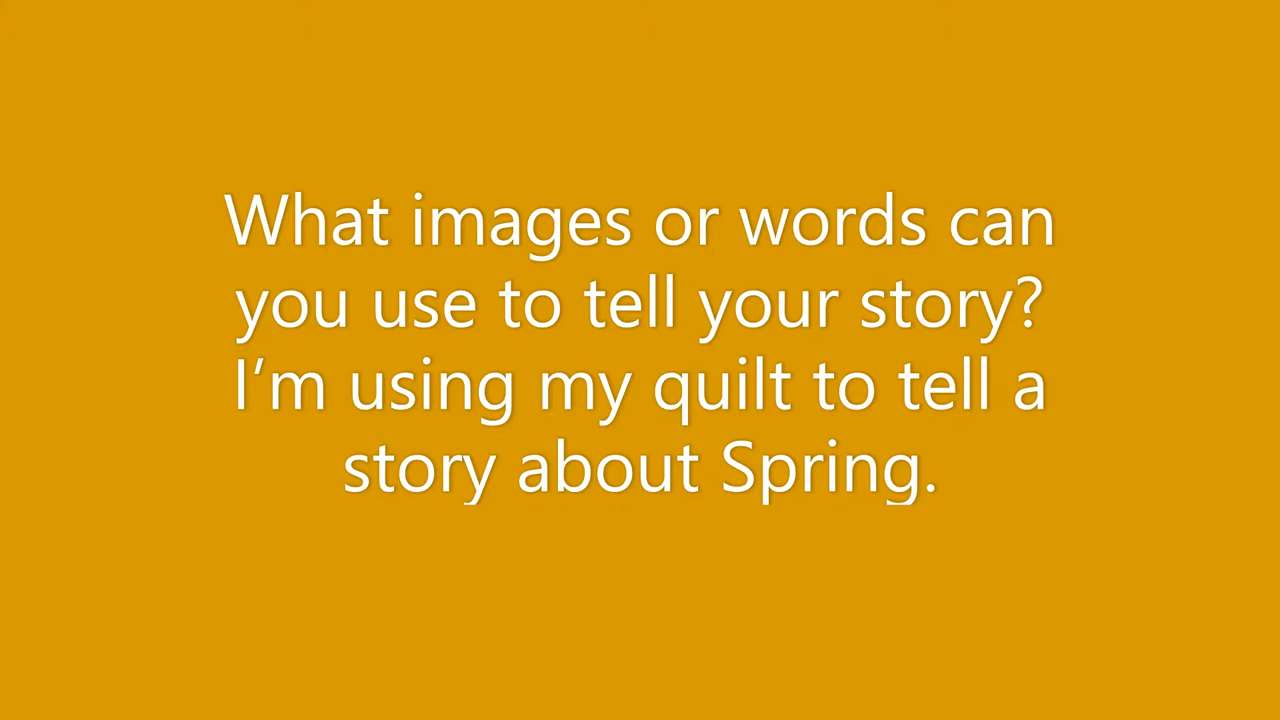 What images or words can
you use to tell your story?
I’m using my quilt to tell a
story about Spring.